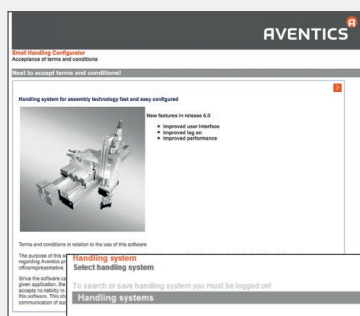 AVENTICS
Small Handling Configurator
Acceptance of terms and conditions
Next to accept terms and conditions!
Handling system for assembly technology fast and easy configured
New features in release 6.0
Improved user interface
Improved log on
Improved performance
Terms and conditions in relation to the use of this software
The purpose of this
regarding Aventics
office/representative.
Since the software
given application, the
accepts no liability in
this software. This
communication of
Handling system
Select handling system
To search or save handling system you must be logged on!
Handling systems